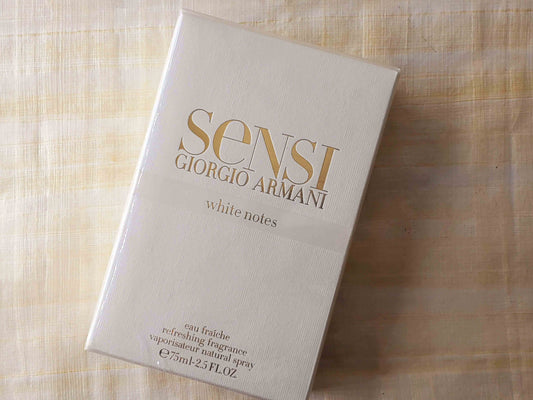 SeNSI
GIORGIO ARMANI
white notes
eau fraîche
refreshing fragrance
vaporisateur natural spray
℮75ml-2.5 FL.OZ.